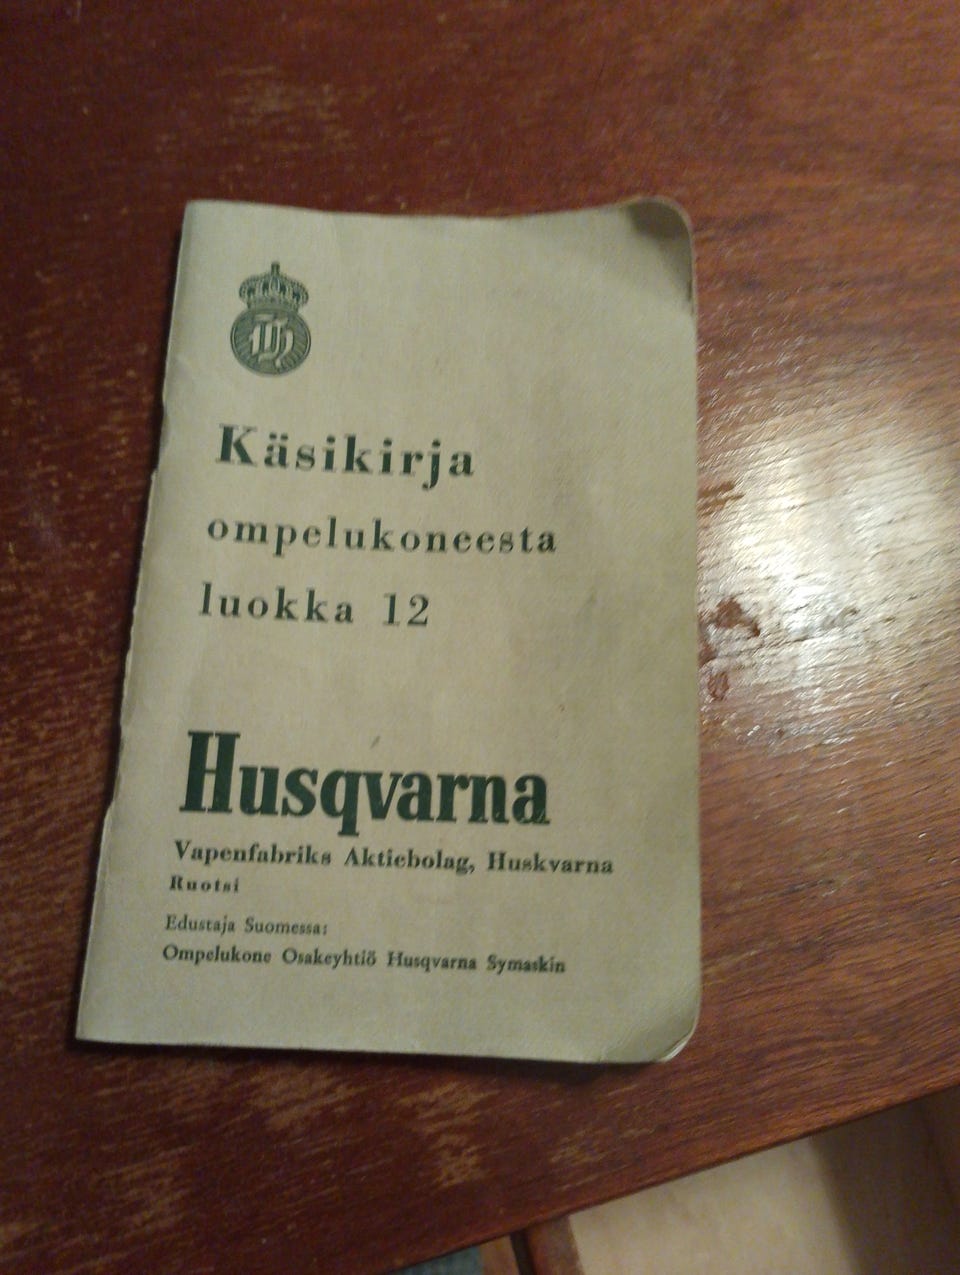 H
Käsikirja
ompelukoneesta
luokka 12
Husqvarna
Vapenfabriks Aktiebolag, Huskvarna
Ruotsi
Edustaja Suomessa:
Ompelukone Osakeyhtiö Husqvarna Symaskin